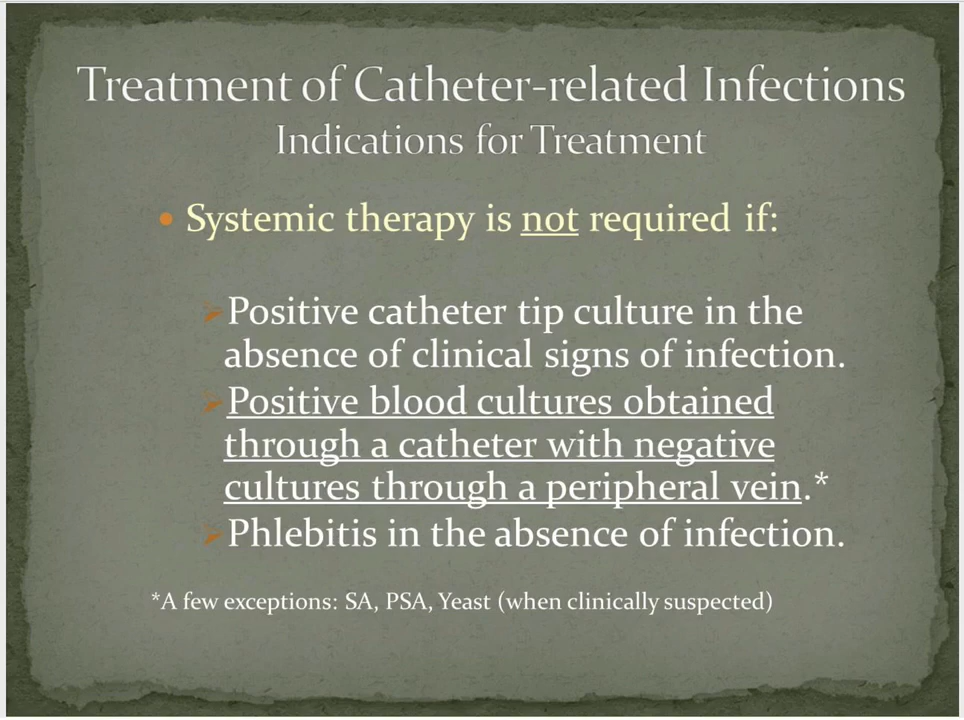 Treatment of Catheter-related Infections
Indications for Treatment
• Systemic therapy is not required if:
➢Positive catheter tip culture in the
absence of clinical signs of infection.
➢Positive blood cultures obtained
through a catheter with negative
cultures through a peripheral vein.*
➢Phlebitis in the absence of infection.
*A few exceptions: SA, PSA, Yeast (when clinically suspected)